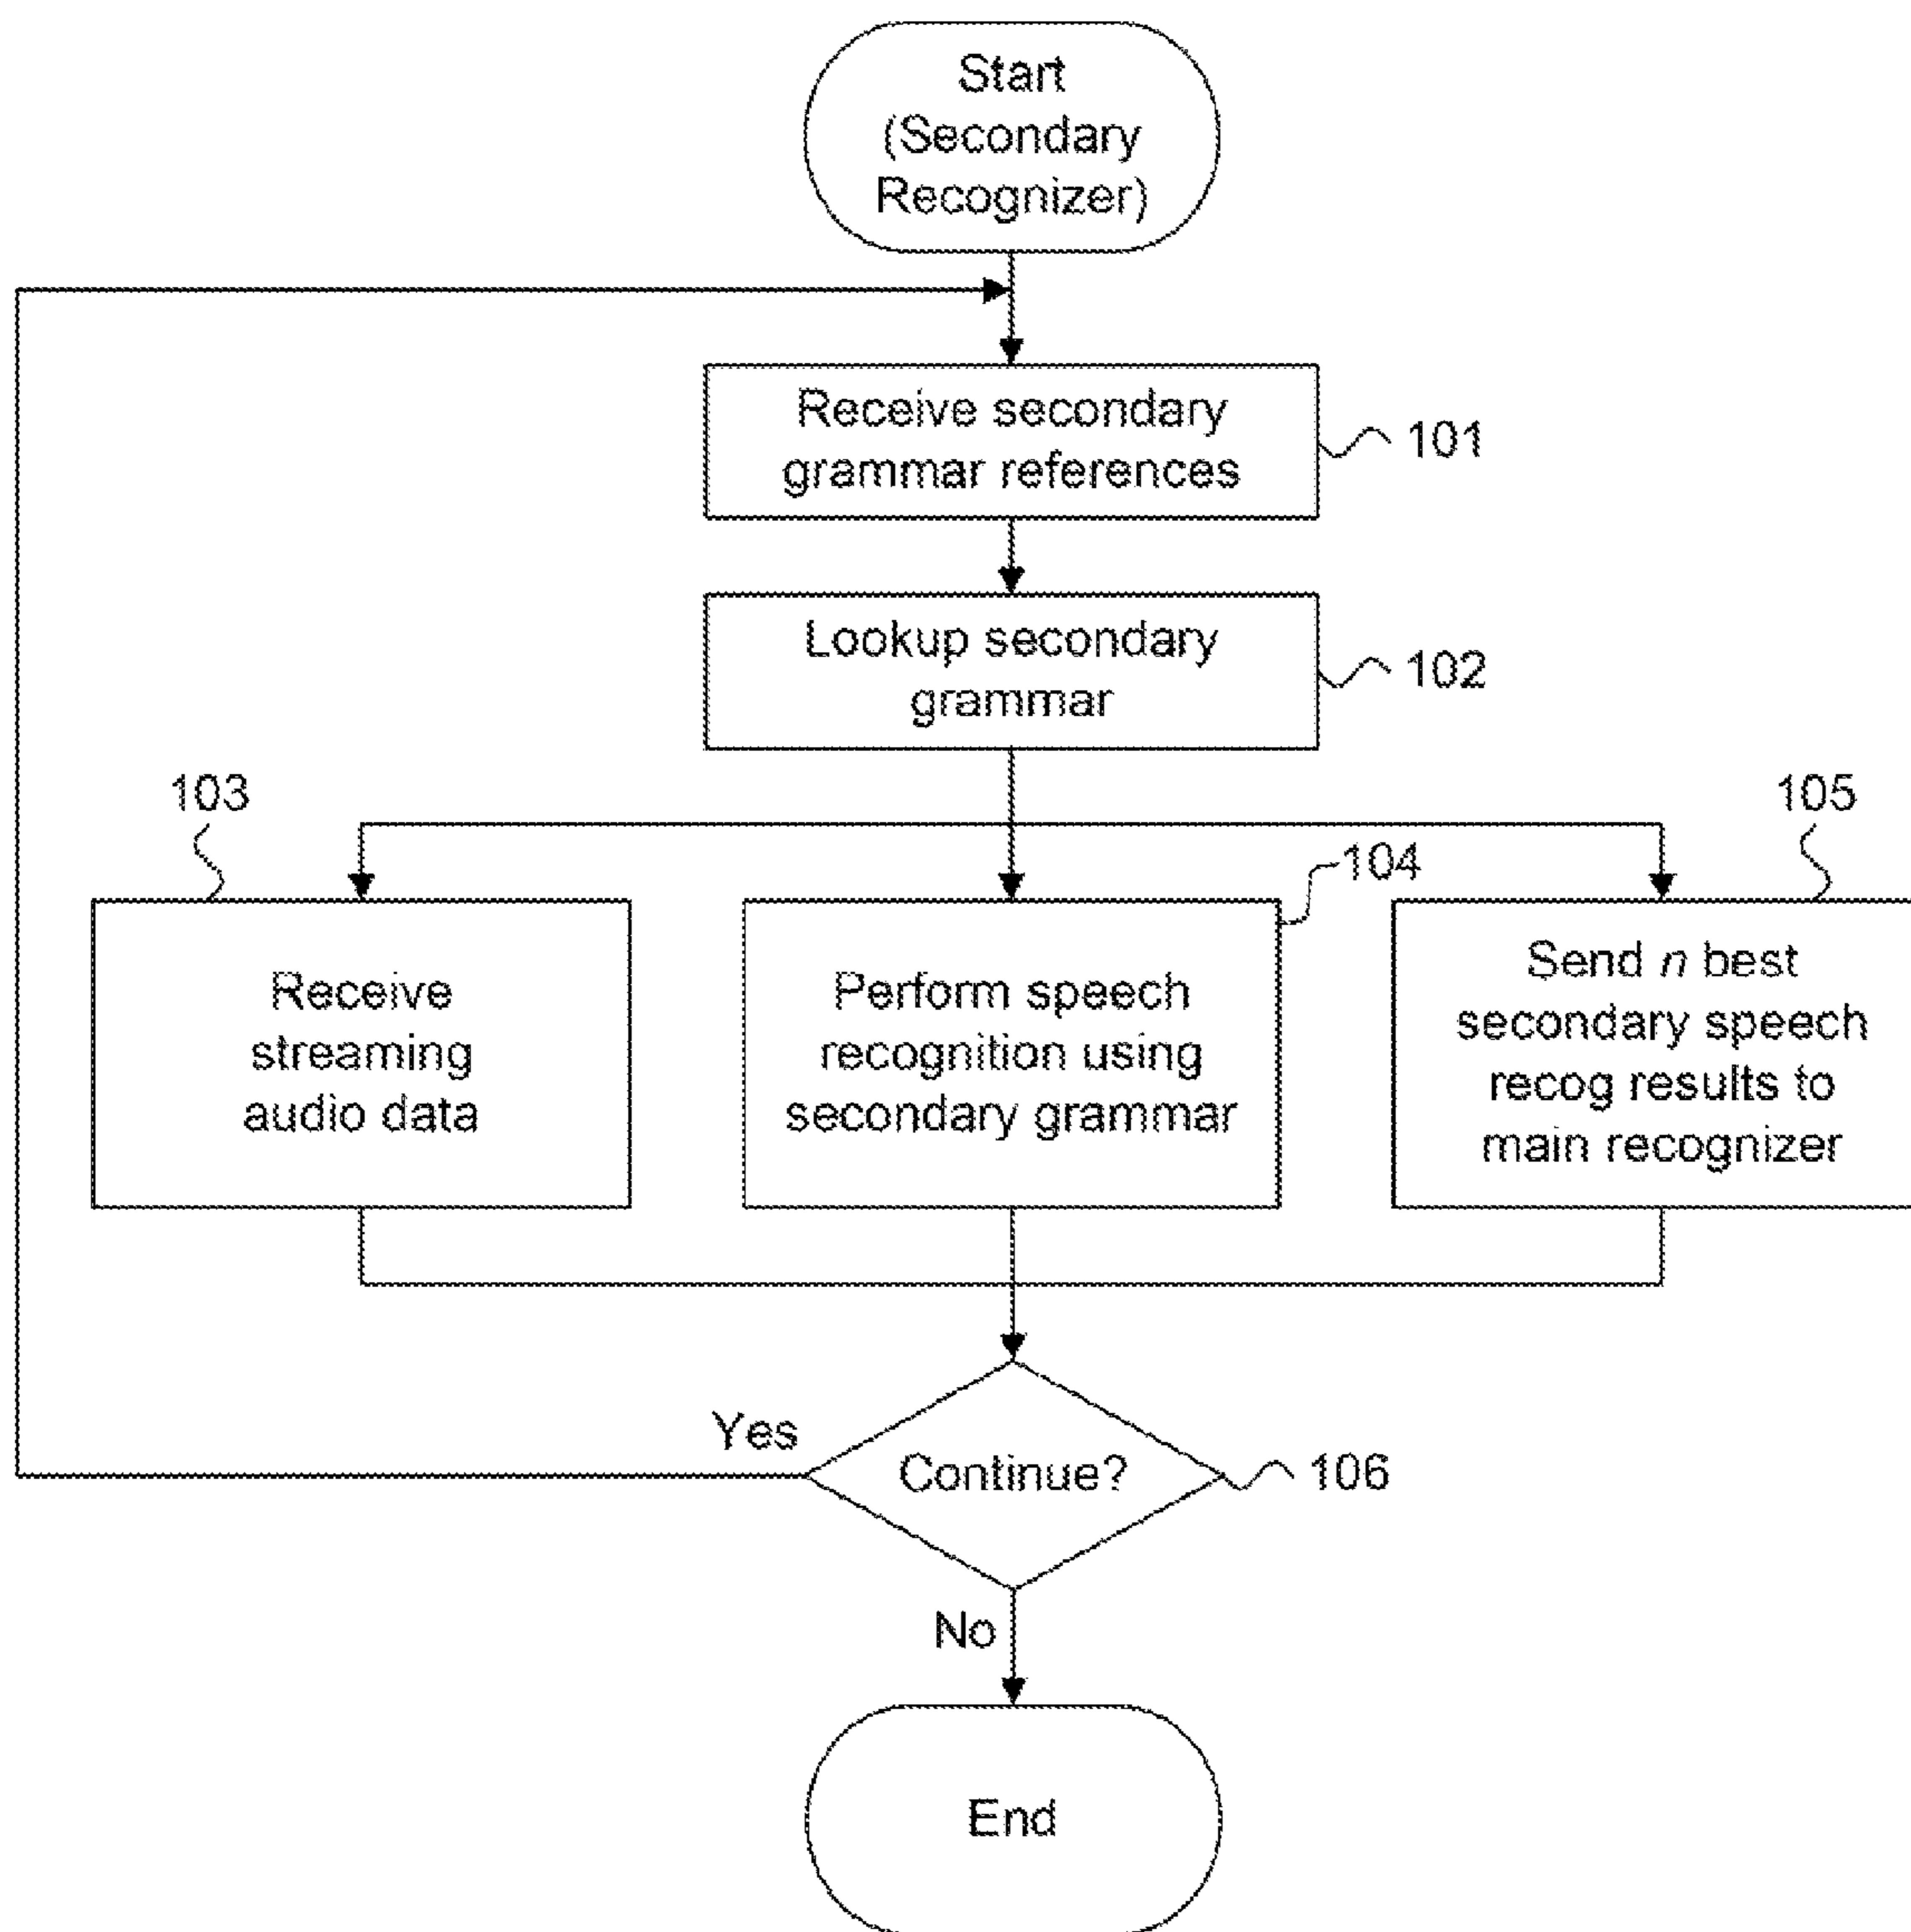 Start
(Secondary
Recognizer)
Receive secondary
grammar references
101
Lookup secondary
grammar
102
103
105
104
Receive
streaming
audio data
Perform speech
recognition using
secondary grammar
Send n best
secondary speech
recog results to
main recognizer
Yes
Continue?
106
No
End